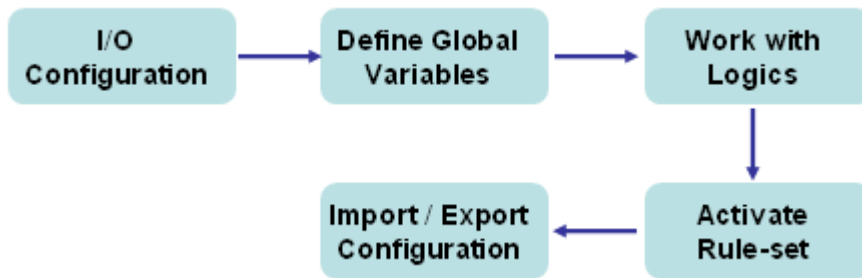 I/O
Configuration
Define Global
Variables
Work with
Logics
Activate
Rule-set
Import / Export
Configuration